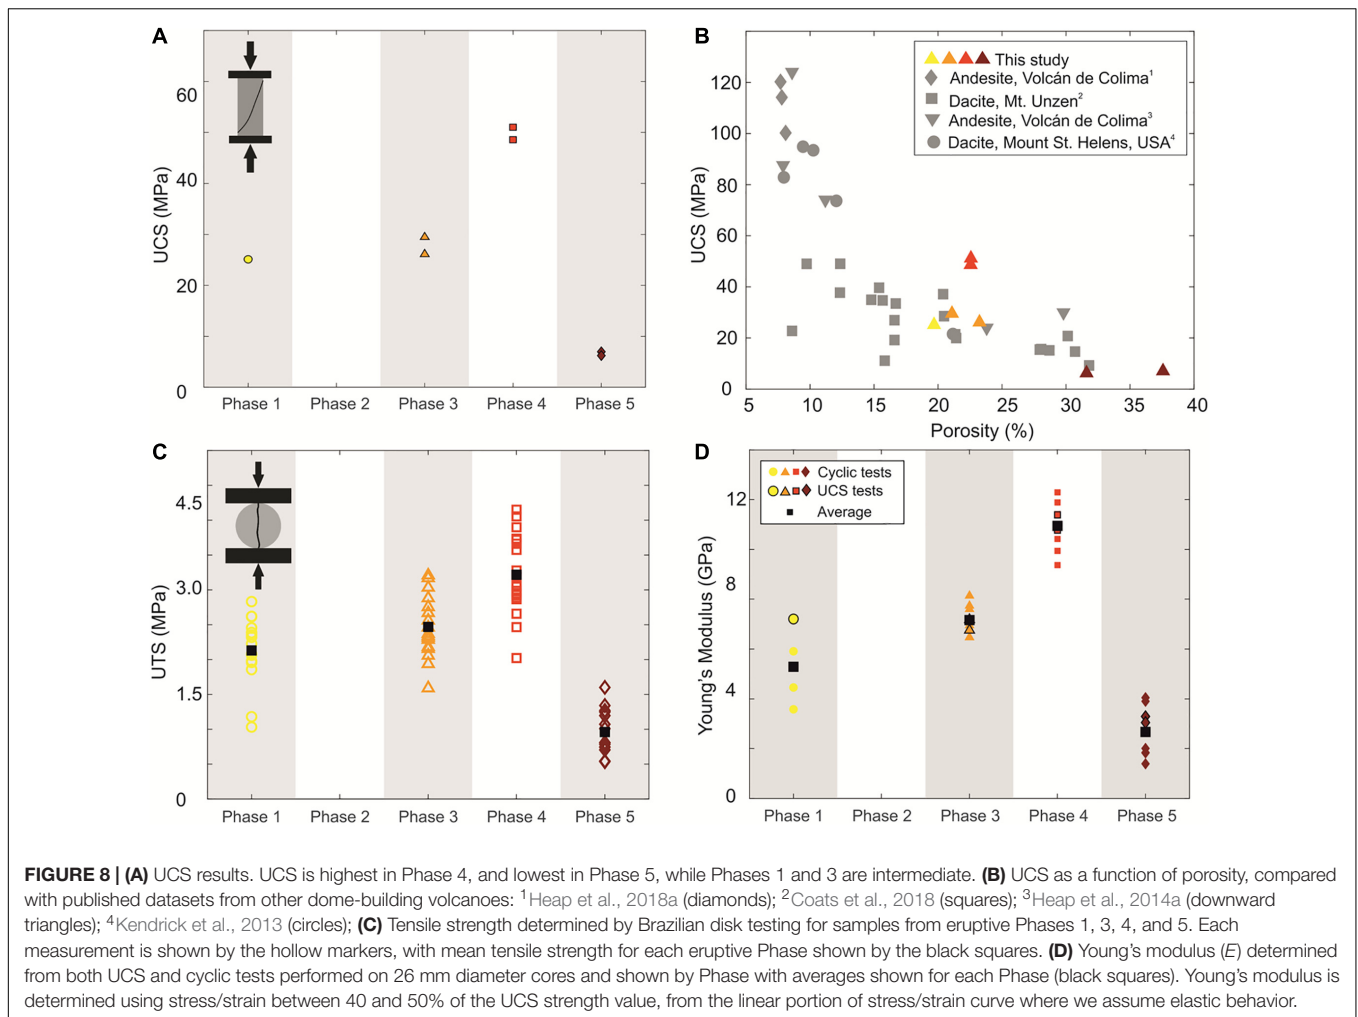 A
60
40
20
0
UCS (MPa)
Phase 1 Phase 2 Phase 3 Phase 4 Phase 5
B
This study
Andesite, Volcán de Colima1
Dacite, Mt. Unzen2
Andesite, Volcán de Colima3
Dacite, Mount St. Helens, USA4
120
100
80
60
40
20
0
UCS (MPa)
5 10 15 20 25 30 35 40
Porosity (%)
C
4.5
3.0
1.5
0
UTS (MPa)
Phase 1 Phase 2 Phase 3 Phase 4 Phase 5
D
Cyclic tests
UCS tests
Average
12
8
4
0
Young's Modulus (GPa)
Phase 1 Phase 2 Phase 3 Phase 4 Phase 5
FIGURE 8 | (A) UCS results. UCS is highest in Phase 4, and lowest in Phase 5, while Phases 1 and 3 are intermediate. (B) UCS as a function of porosity, compared
with published datasets from other dome-building volcanoes: 1Heap et al., 2018a (diamonds); 2Coats et al., 2018 (squares); 3Heap et al., 2014a (downward
triangles); 4Kendrick et al., 2013 (circles); (C) Tensile strength determined by Brazilian disk testing for samples from eruptive Phases 1, 3, 4, and 5. Each
measurement is shown by the hollow markers, with mean tensile strength for each eruptive Phase shown by the black squares. (D) Young's modulus (E) determined
from both UCS and cyclic tests performed on 26 mm diameter cores and shown by Phase with averages shown for each Phase (black squares). Young's modulus is
determined using stress/strain between 40 and 50% of the UCS strength value, from the linear portion of stress/strain curve where we assume elastic behavior.